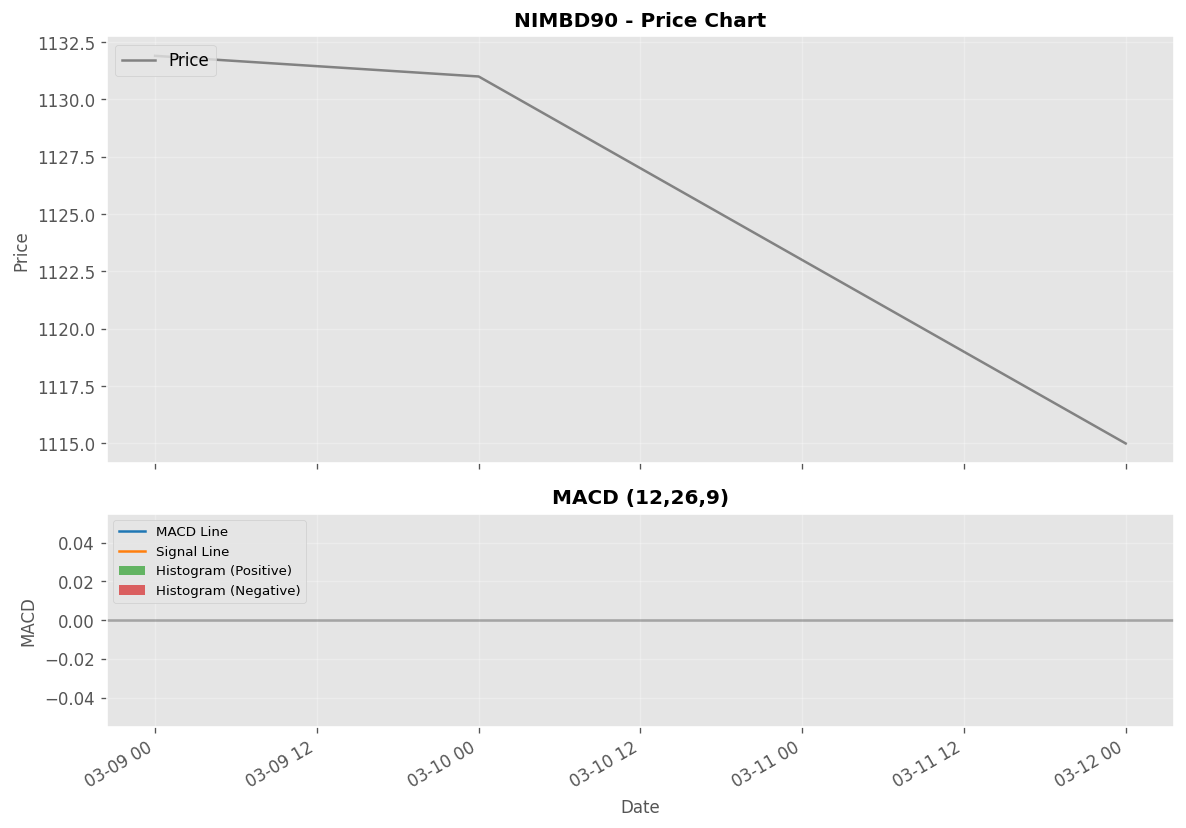 NIMBD90 - Price Chart
1132.5
1130.0
1127.5
1125.0
1122.5
1120.0
1117.5
1115.0
Price
Price
MACD (12,26,9)
MACD Line
Signal Line
Histogram (Positive)
Histogram (Negative)
0.04
0.02
0.00
−0.02
−0.04
MACD
03-09 00
03-09 12
03-10 00
03-10 12
03-11 00
03-11 12
03-12 00
Date